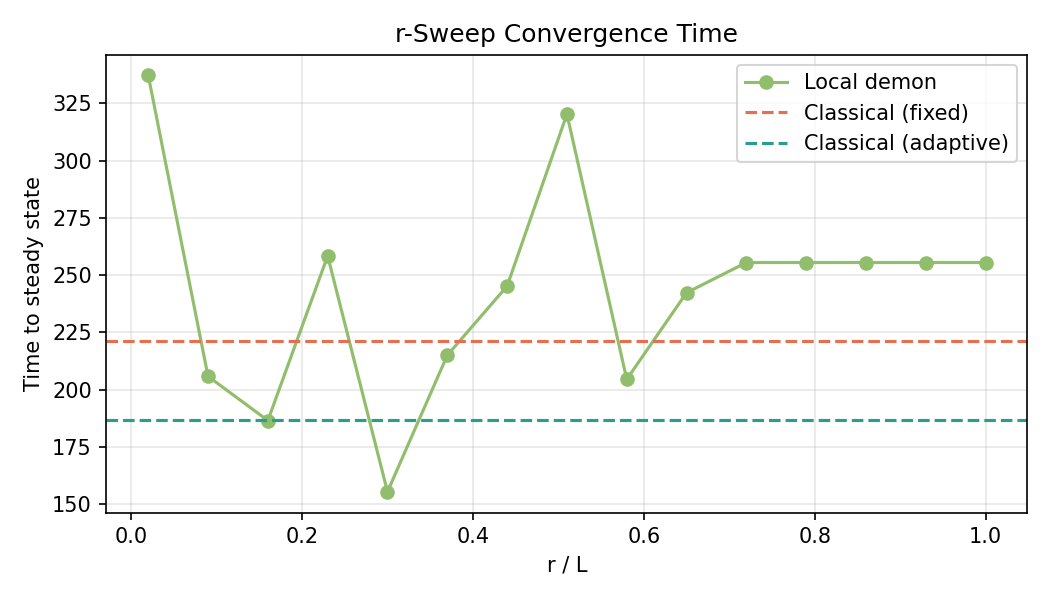 r-Sweep Convergence Time
Local demon
Classical (fixed)
Classical (adaptive)
Time to steady state
325
300
275
250
225
200
175
150
0.0 0.2 0.4 0.6 0.8 1.0
r / L